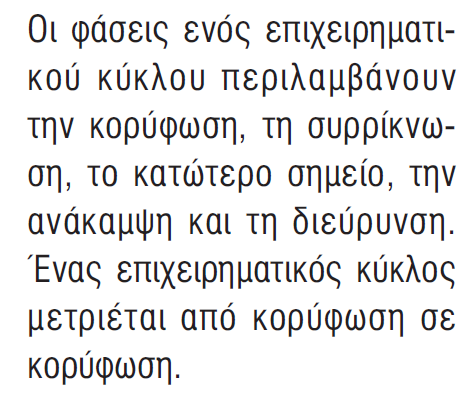 Οι φάσεις ενός επιχειρηματι-
κού κύκλου περιλαμβάνουν
την κορύφωση, τη συρρίκνω-
ση, το κατώτερο σημείο, την
ανάκαμψη και τη διεύρυνση.
Ένας επιχειρηματικός κύκλος
μετριέται από κορύφωση σε
κορύφωση.